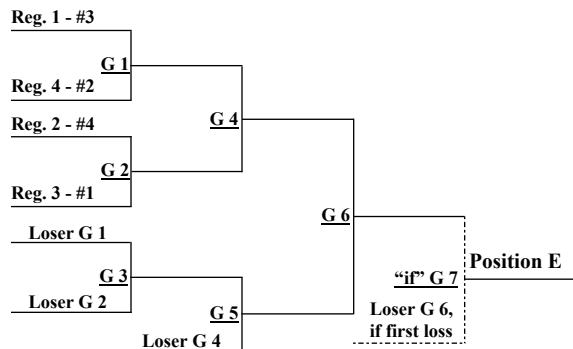 Reg. 1 - #3
G 1
Reg. 4 - #2
G 4
Reg. 2 - #4
G 2
Reg. 3 - #1
G 6
Loser G 1
G 3
Loser G 2
G 5
Loser G 4
Position E
“if” G 7
Loser G 6,
if first loss